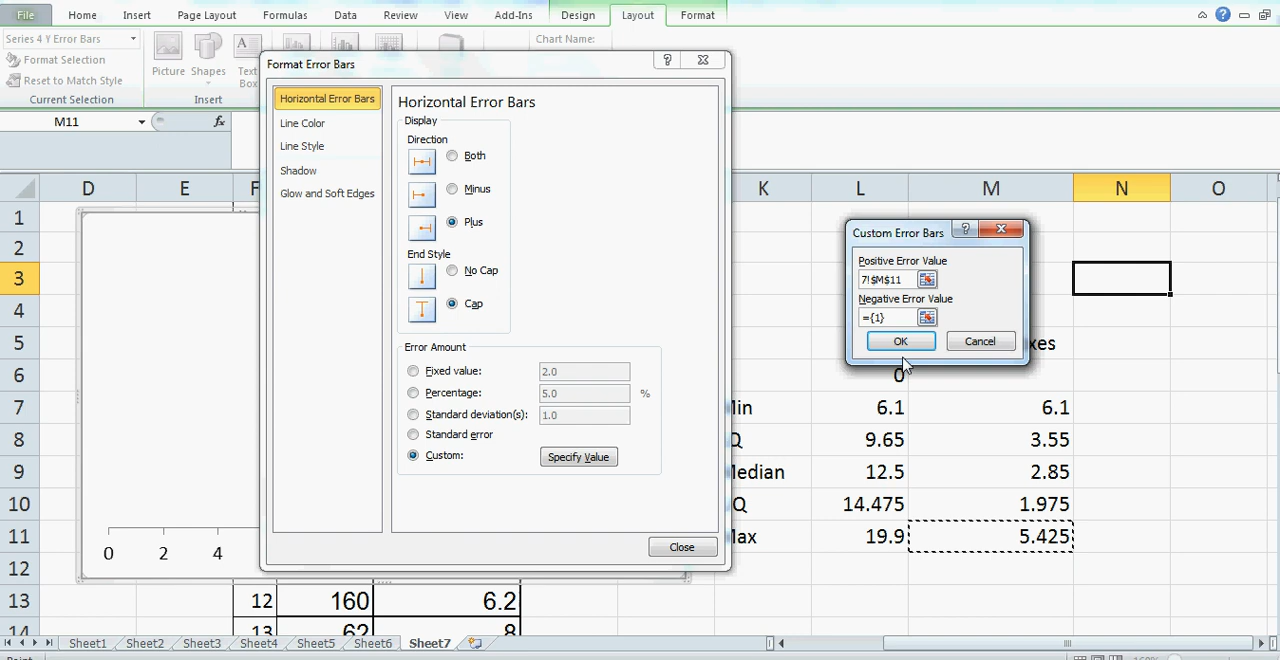 File Home Insert Page Layout Formulas Data Review View Add-Ins Design Layout Format
Series 4 Y Error Bars
Format Selection
Reset to Match Style
Current Selection
Picture Shapes Text Box
Insert
Chart Name:
M11 fx
D E F K L M N O
1
2
3
4
5
6
7
8
9
10
11
12
13
14
0 2 4
12 160 6.2
13 62 8
Format Error Bars
Horizontal Error Bars
Line Color
Line Style
Shadow
Glow and Soft Edges
Horizontal Error Bars
Display
Direction
Both
Minus
Plus
End Style
No Cap
Cap
Error Amount
Fixed value: 2.0
Percentage: 5.0 %
Standard deviation(s): 1.0
Standard error
Custom: Specify Value
Close
Custom Error Bars
Positive Error Value
7!$M$11
Negative Error Value
={1}
OK Cancel
xes
0
6.1 6.1
Q 9.65 3.55
Median 12.5 2.85
Q 14.475 1.975
Max 19.9 5.425
Sheet1 Sheet2 Sheet3 Sheet4 Sheet5 Sheet6 Sheet7